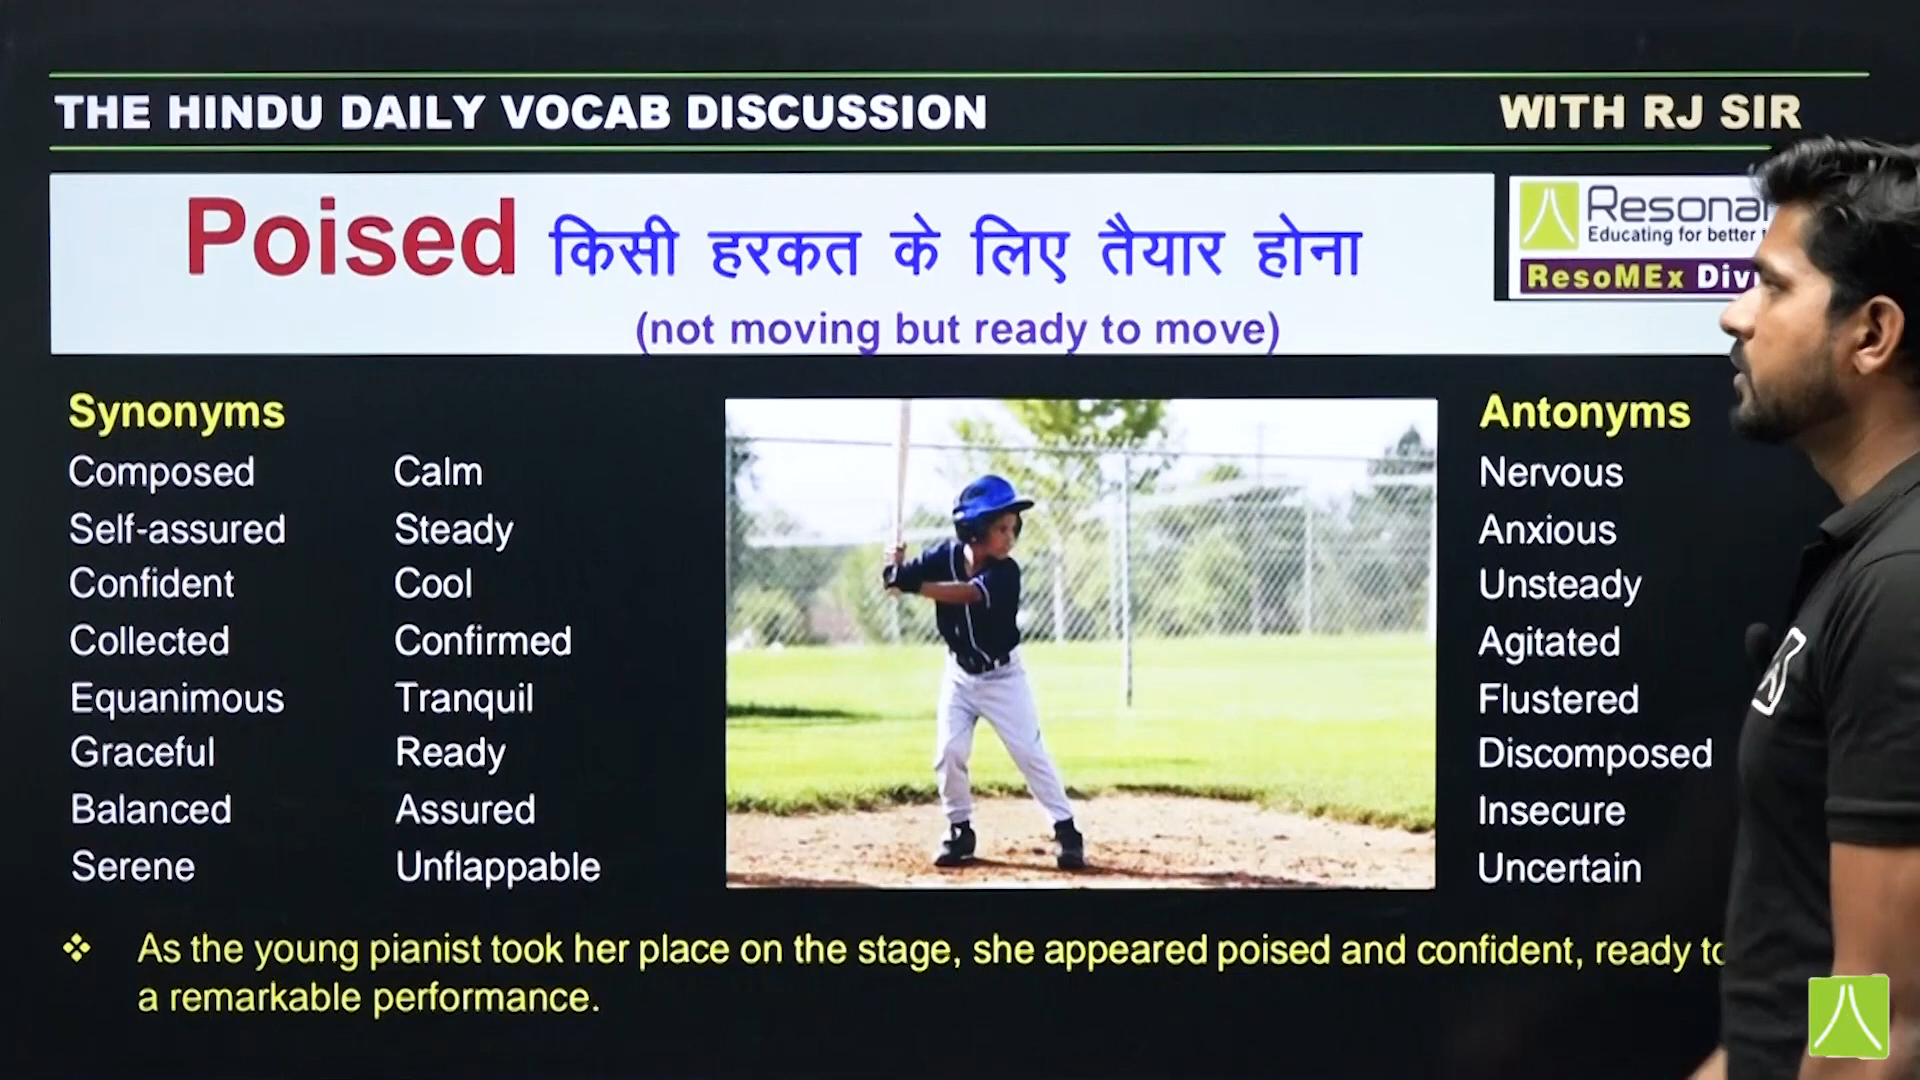 THE HINDU DAILY VOCAB DISCUSSION
WITH RJ SIR
Poised किसी हरकत के लिए तैयार होना
(not moving but ready to move)
Educating for better
ResoMEx
Synonyms
Composed Calm
Self-assured Steady
Confident Cool
Collected Confirmed
Equanimous Tranquil
Graceful Ready
Balanced Assured
Serene Unflappable
Antonyms
Nervous
Anxious
Unsteady
Agitated
Flustered
Discomposed
Insecure
Uncertain
❖ As the young pianist took her place on the stage, she appeared poised and confident, ready
a remarkable performance.